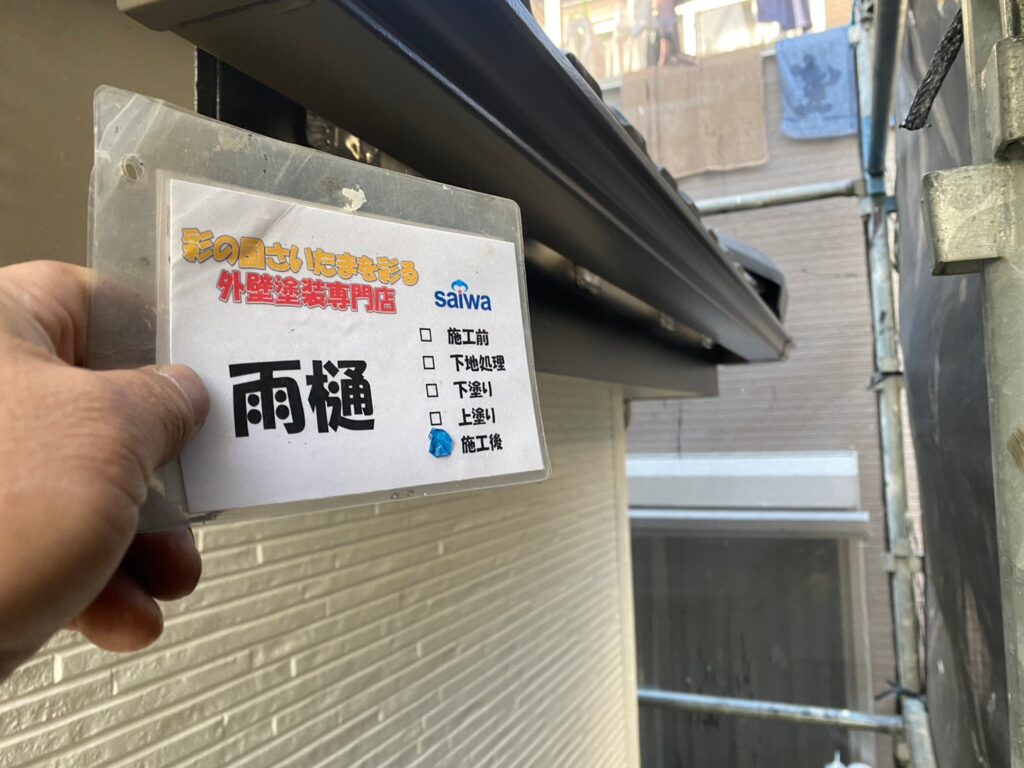 彩の国さいたまを彩る
外壁塗装専門店
saiwa
雨樋
□ 施工前
□ 下地処理
□ 下塗り
□ 上塗り
施工後